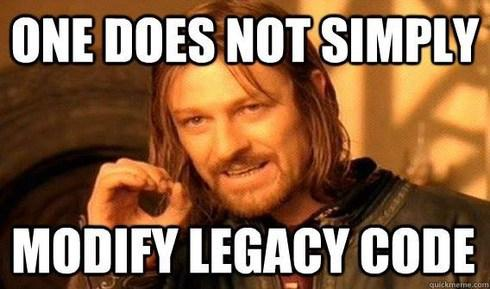 ONE DOES NOT SIMPLY
MODIFY LEGACY CODE
quickmeme.com